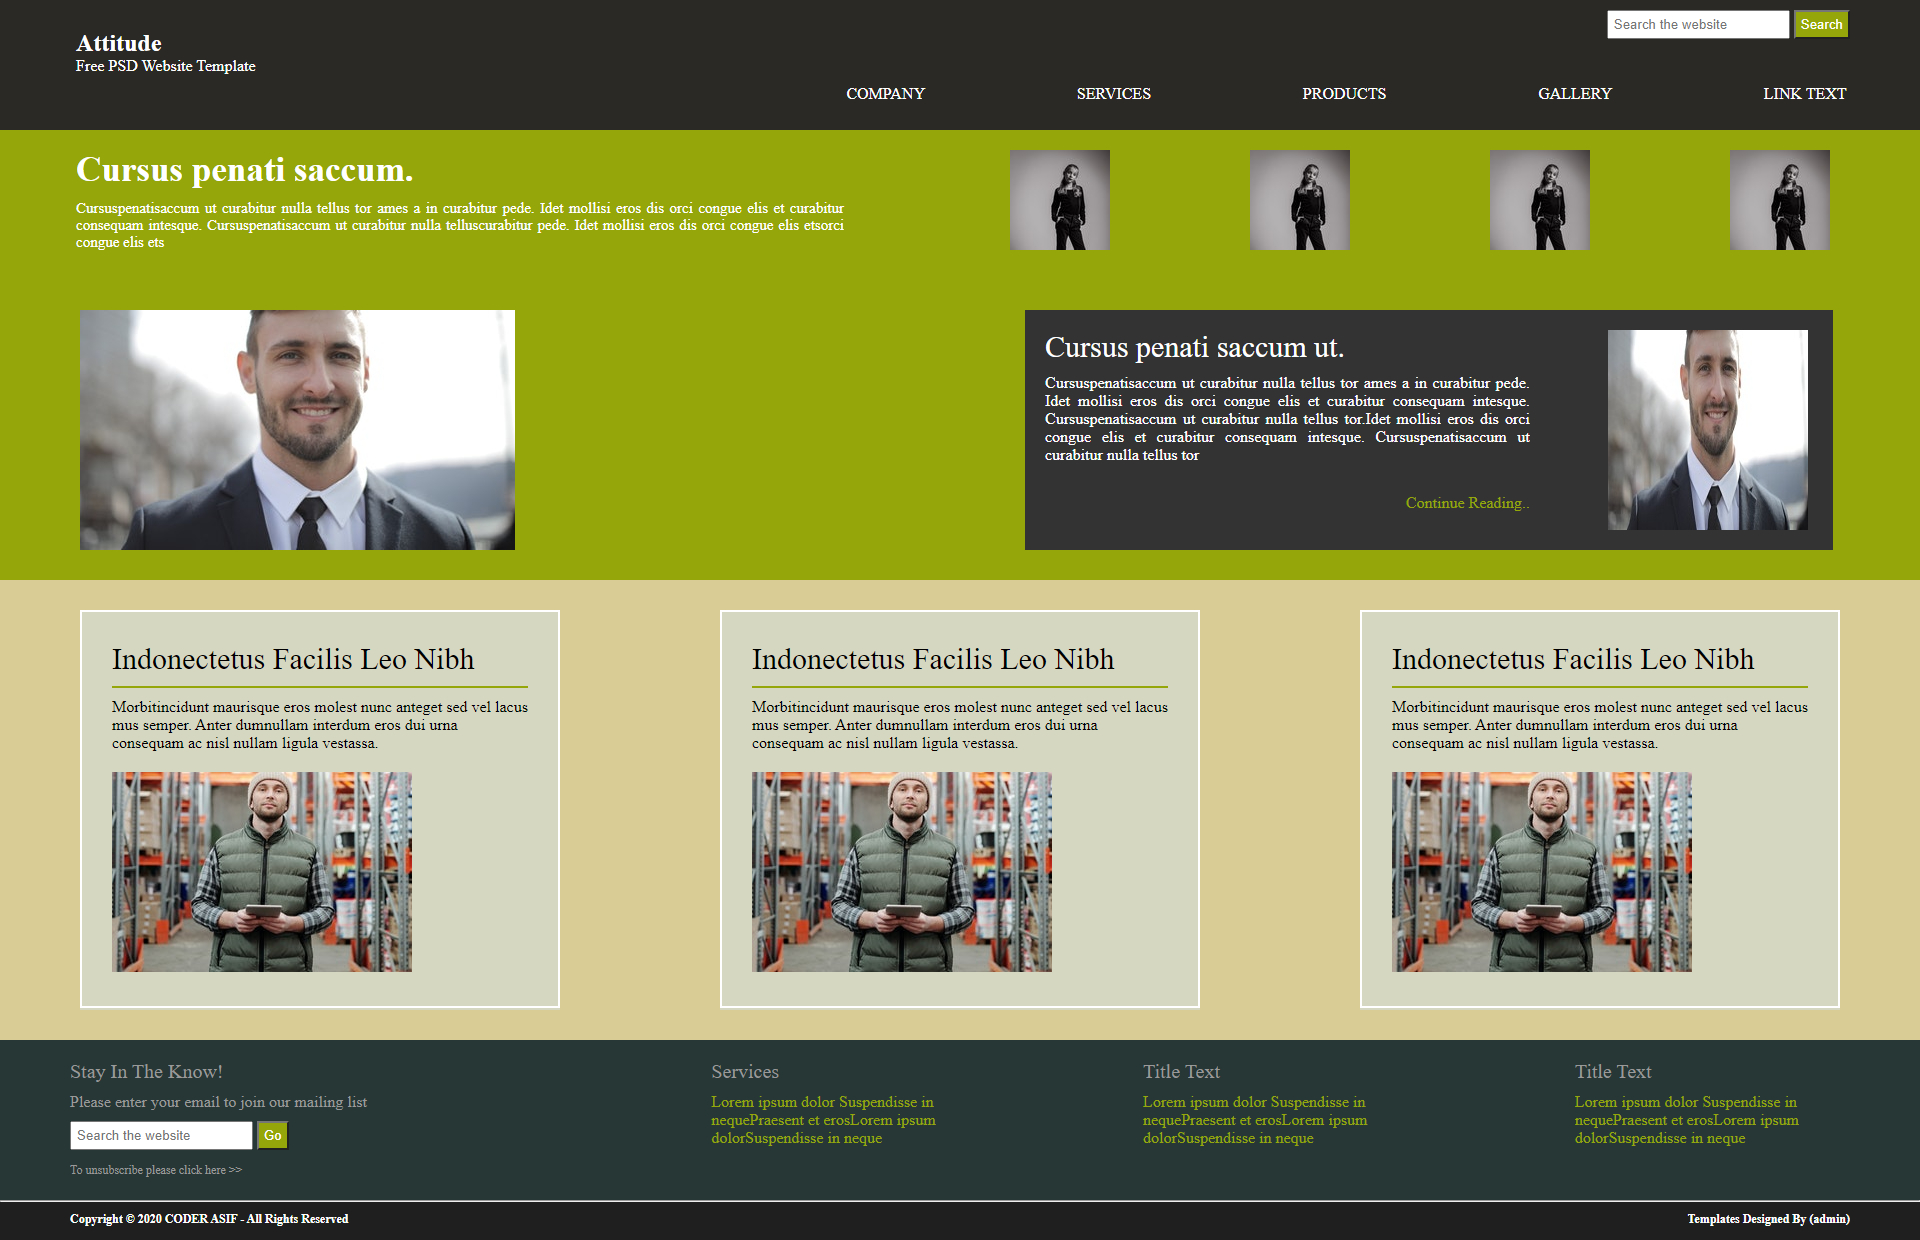 Search the website
Search
Attitude
Free PSD Website Template
COMPANY
SERVICES
PRODUCTS
GALLERY
LINK TEXT
Cursus penati saccum.
Cursuspenatisaccum ut curabitur nulla tellus tor ames a in curabitur pede. Idet mollisi eros dis orci congue elis et curabitur
consequam intesque. Cursuspenatisaccum ut curabitur nulla telluscurabitur pede. Idet mollisi eros dis orci congue elis etsorci
congue elis ets
Cursus penati saccum ut.
Cursuspenatisaccum ut curabitur nulla tellus tor ames a in curabitur pede.
Idet mollisi eros dis orci congue elis et curabitur consequam intesque.
Cursuspenatisaccum ut curabitur nulla tellus tor.Idet mollisi eros dis orci
congue elis et curabitur consequam intesque. Cursuspenatisaccum ut
curabitur nulla tellus tor
Continue Reading..
Indonectetus Facilis Leo Nibh
Morbitincidunt maurisque eros molest nunc anteget sed vel lacus
mus semper. Anter dumnullam interdum eros dui urna
consequam ac nisl nullam ligula vestassa.
Indonectetus Facilis Leo Nibh
Morbitincidunt maurisque eros molest nunc anteget sed vel lacus
mus semper. Anter dumnullam interdum eros dui urna
consequam ac nisl nullam ligula vestassa.
Indonectetus Facilis Leo Nibh
Morbitincidunt maurisque eros molest nunc anteget sed vel lacus
mus semper. Anter dumnullam interdum eros dui urna
consequam ac nisl nullam ligula vestassa.
Stay In The Know!
Please enter your email to join our mailing list
Search the website
Go
To unsubscribe please click here >>
Services
Lorem ipsum dolor Suspendisse in
nequePraesent et erosLorem ipsum
dolorSuspendisse in neque
Title Text
Lorem ipsum dolor Suspendisse in
nequePraesent et erosLorem ipsum
dolorSuspendisse in neque
Title Text
Lorem ipsum dolor Suspendisse in
nequePraesent et erosLorem ipsum
dolorSuspendisse in neque
Copyright © 2020 CODER ASIF - All Rights Reserved
Templates Designed By (admin)